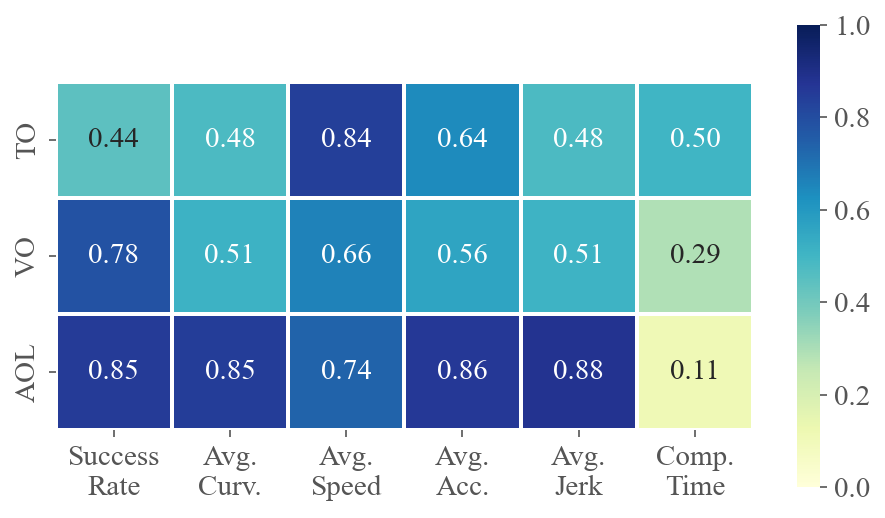 1.0
TO 0.44 0.48 0.84 0.64 0.48 0.50
0.8
VO 0.78 0.51 0.66 0.56 0.51 0.29
0.6
0.4
AOL 0.85 0.85 0.74 0.86 0.88 0.11
0.2
0.0
Success Avg. Avg. Avg. Avg. Comp.
Rate Curv. Speed Acc. Jerk Time